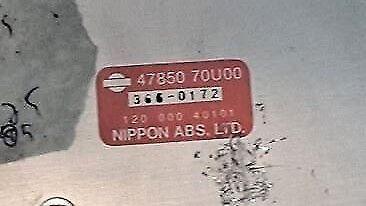 47850 70U00
366-0172
120 000 40101
NIPPON ABS, LTD.